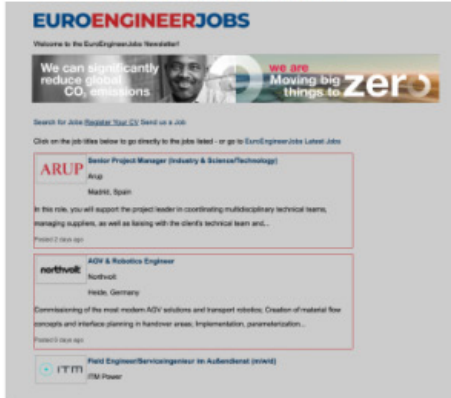 EUROENGINEERJOBS
Welcome to the EuroEngineerJobs Newsletter!
We can significantly
reduce global
CO₂ emissions
we are
Moving big
things to zero
Search for Jobs Register Your CV Send us a Job
Click on the job titles below to go directly to the jobs listed - or go to EuroEngineerJobs Latest Jobs
ARUP
Senior Project Manager (Industry & Science/Technology)
Arup
Madrid, Spain
In this role, you will support the project leader in coordinating multidisciplinary technical teams,
managing suppliers, as well as liaising with the client's technical team and...
Posted 2 days ago
northvolt
AGV & Robotics Engineer
Northvolt
Heide, Germany
Commissioning of the most modern AGV solutions and transport robotics; Creation of material flow
concepts and interface planning in handover areas; Implementation, parameterization...
Posted 5 days ago
ITM
Field Engineer/Serviceingenieur im Außendienst (m/w/d)
ITM Power